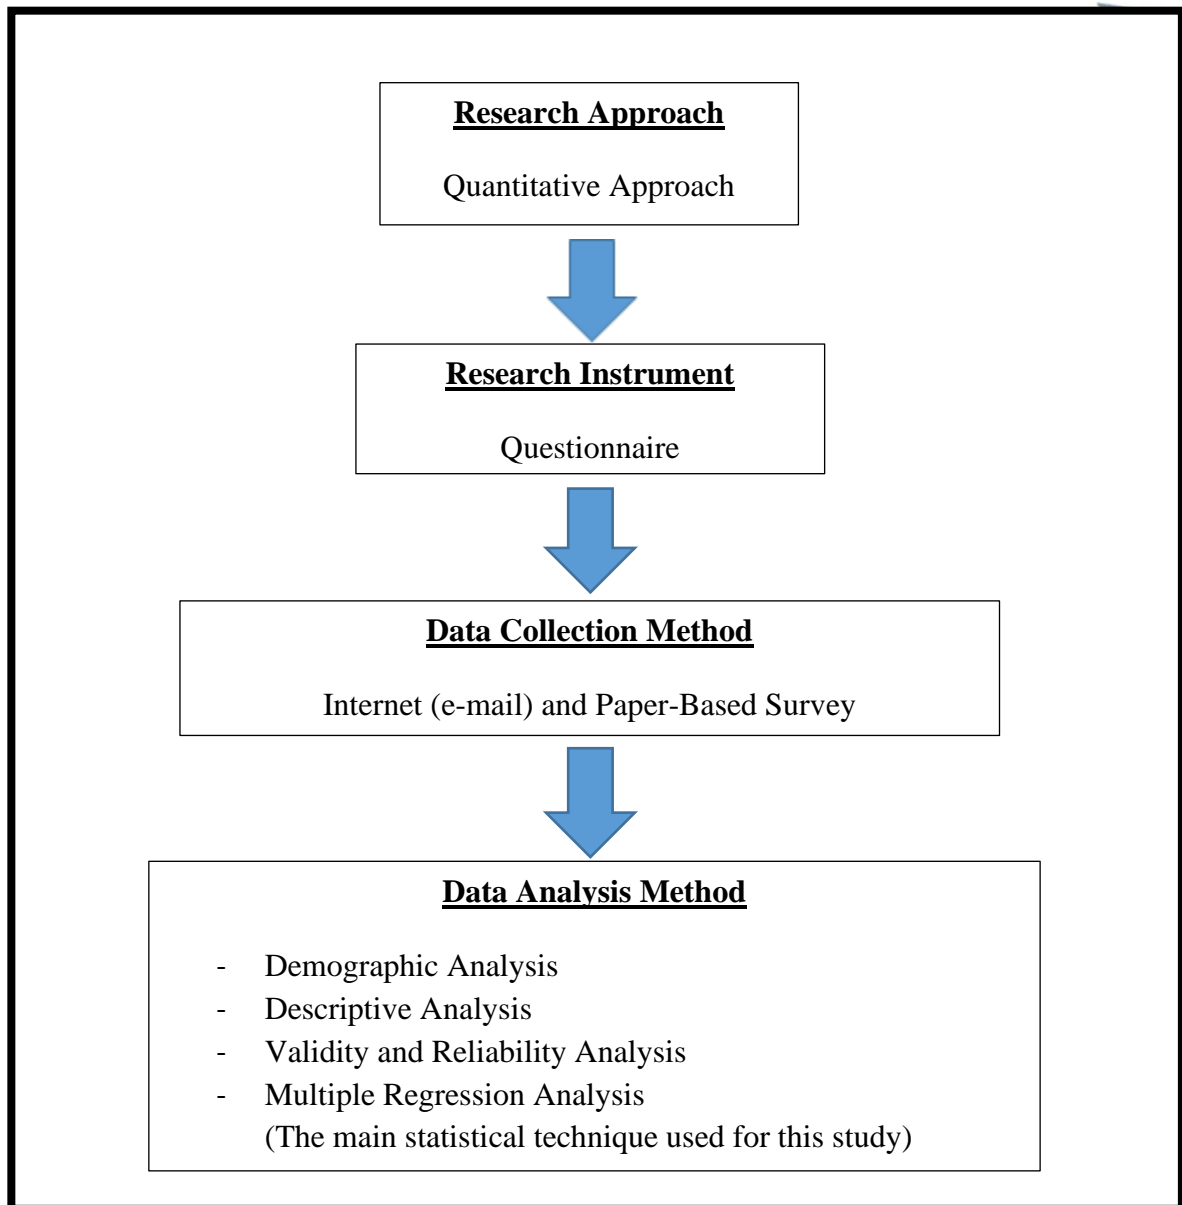 Research Approach
Quantitative Approach
Research Instrument
Questionnaire
Data Collection Method
Internet (e-mail) and Paper-Based Survey
Data Analysis Method
- Demographic Analysis
- Descriptive Analysis
- Validity and Reliability Analysis
- Multiple Regression Analysis
(The main statistical technique used for this study)